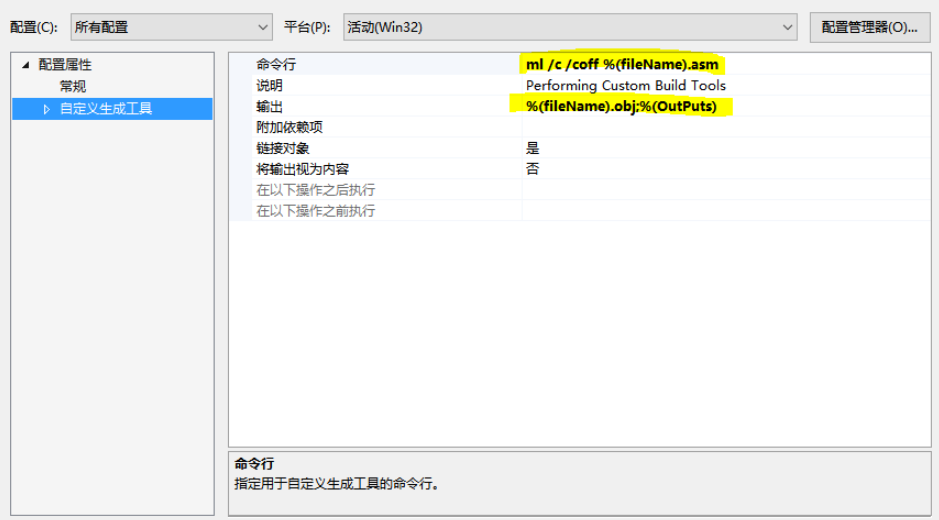 配置(C): 所有配置 平台(P): 活动(Win32) 配置管理器(O)...
配置属性
常规
自定义生成工具
命令行 ml /c /coff %(fileName).asm
说明 Performing Custom Build Tools
输出 %(fileName).obj;%(OutPuts)
附加依赖项
链接对象 是
将输出视为内容 否
在以下操作之后执行
在以下操作之前执行
命令行
指定用于自定义生成工具的命令行。